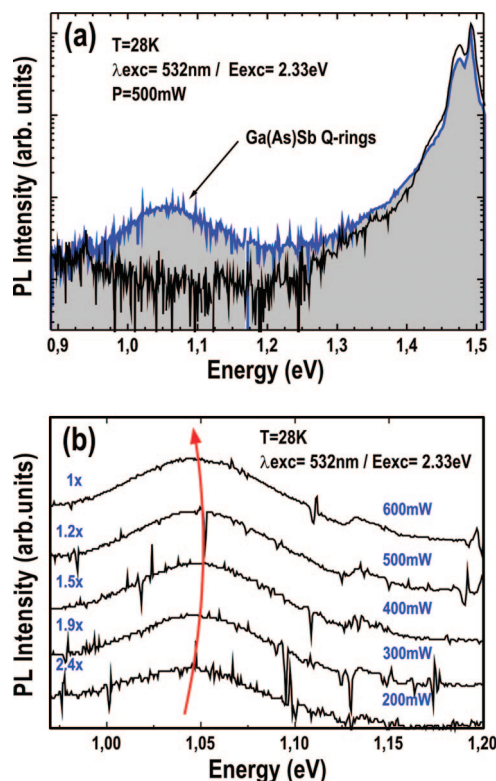 (a)
T=28K
λexc= 532nm / Eexc= 2.33eV
P=500mW
Ga(As)Sb Q-rings
PL Intensity (arb. units)
0,9 1,0 1,1 1,2 1,3 1,4 1,5
Energy (eV)
(b)
T=28K
λexc= 532nm / Eexc= 2.33eV
1x
600mW
1.2x
500mW
1.5x
400mW
1.9x
300mW
2.4x
200mW
PL Intensity (arb.units)
1,00 1,05 1,10 1,15 1,20
Energy (eV)